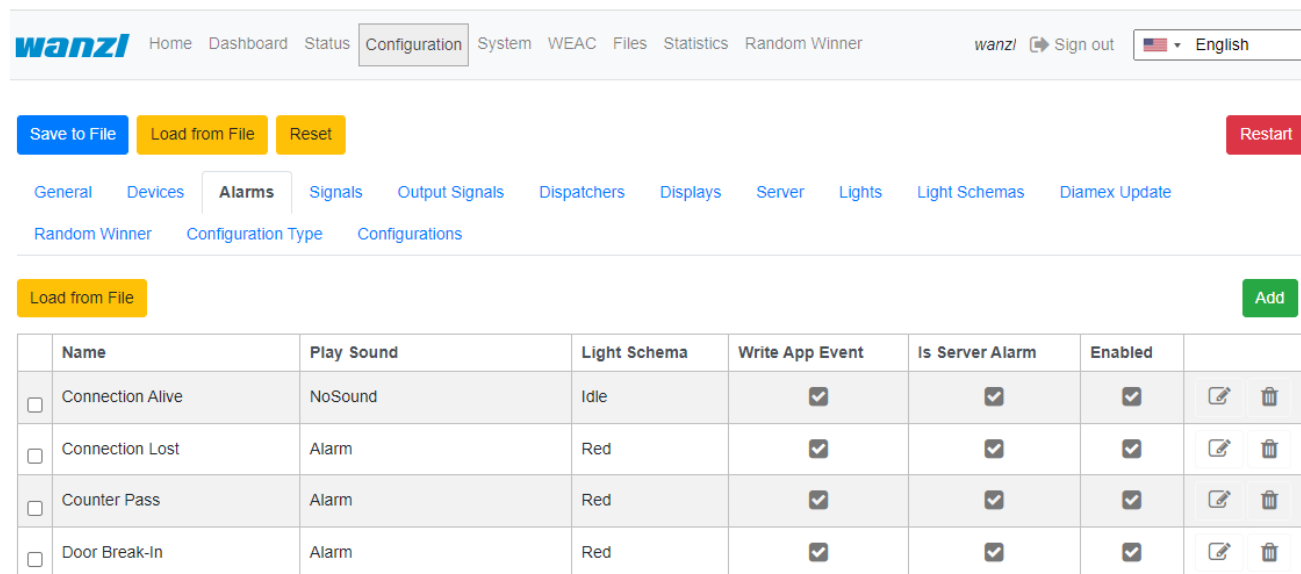 wanzl Home Dashboard Status Configuration System WEAC Files Statistics Random Winner wanzl Sign out English
Save to File Load from File Reset Restart
General Devices Alarms Signals Output Signals Dispatchers Displays Server Lights Light Schemas Diamex Update
Random Winner Configuration Type Configurations
Load from File Add
Name Play Sound Light Schema Write App Event Is Server Alarm Enabled
Connection Alive NoSound Idle
Connection Lost Alarm Red
Counter Pass Alarm Red
Door Break-In Alarm Red